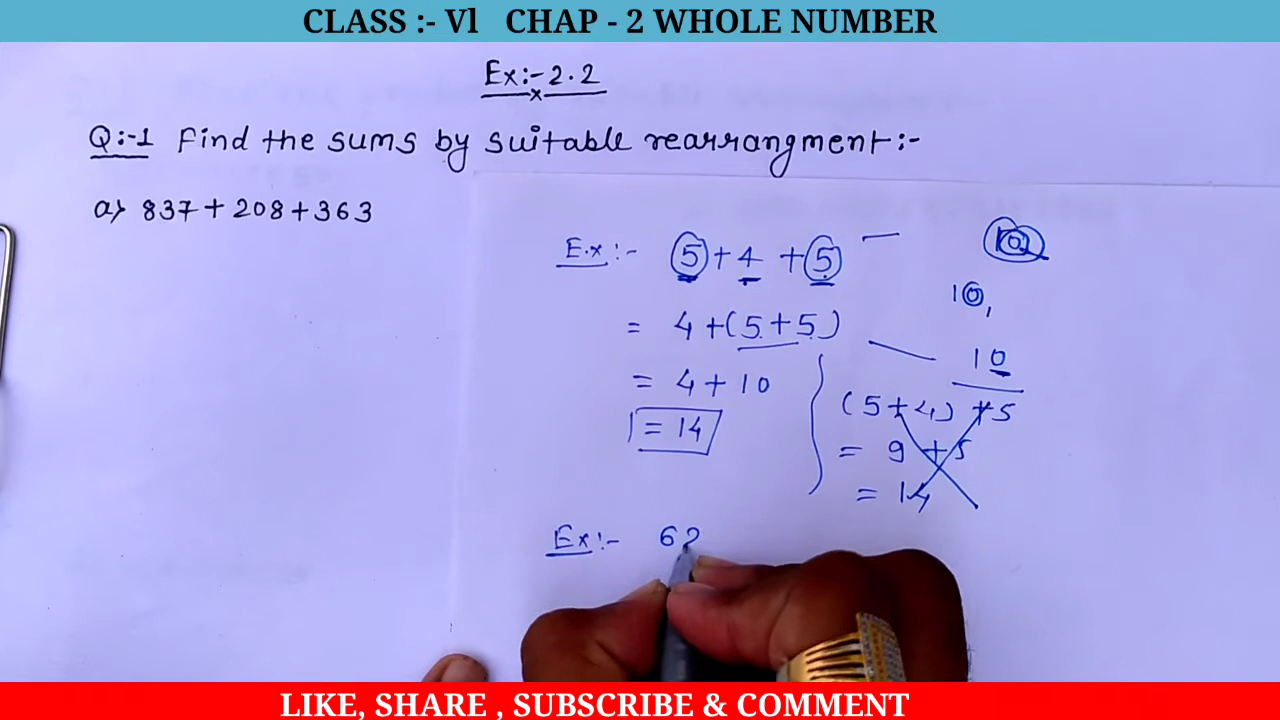 CLASS :- Vl CHAP - 2 WHOLE NUMBER
Ex:- 2.2
Q:-1 Find the sums by suitable rearrangment:-
a) 837 + 208 + 363
E.x :- 5 + 4 + 5
10,
= 4 + (5 + 5)
10
= 4 + 10
(5 + 4) + 5
= 14
= 9 + 5
= 14
Ex:- 62
LIKE, SHARE , SUBSCRIBE & COMMENT